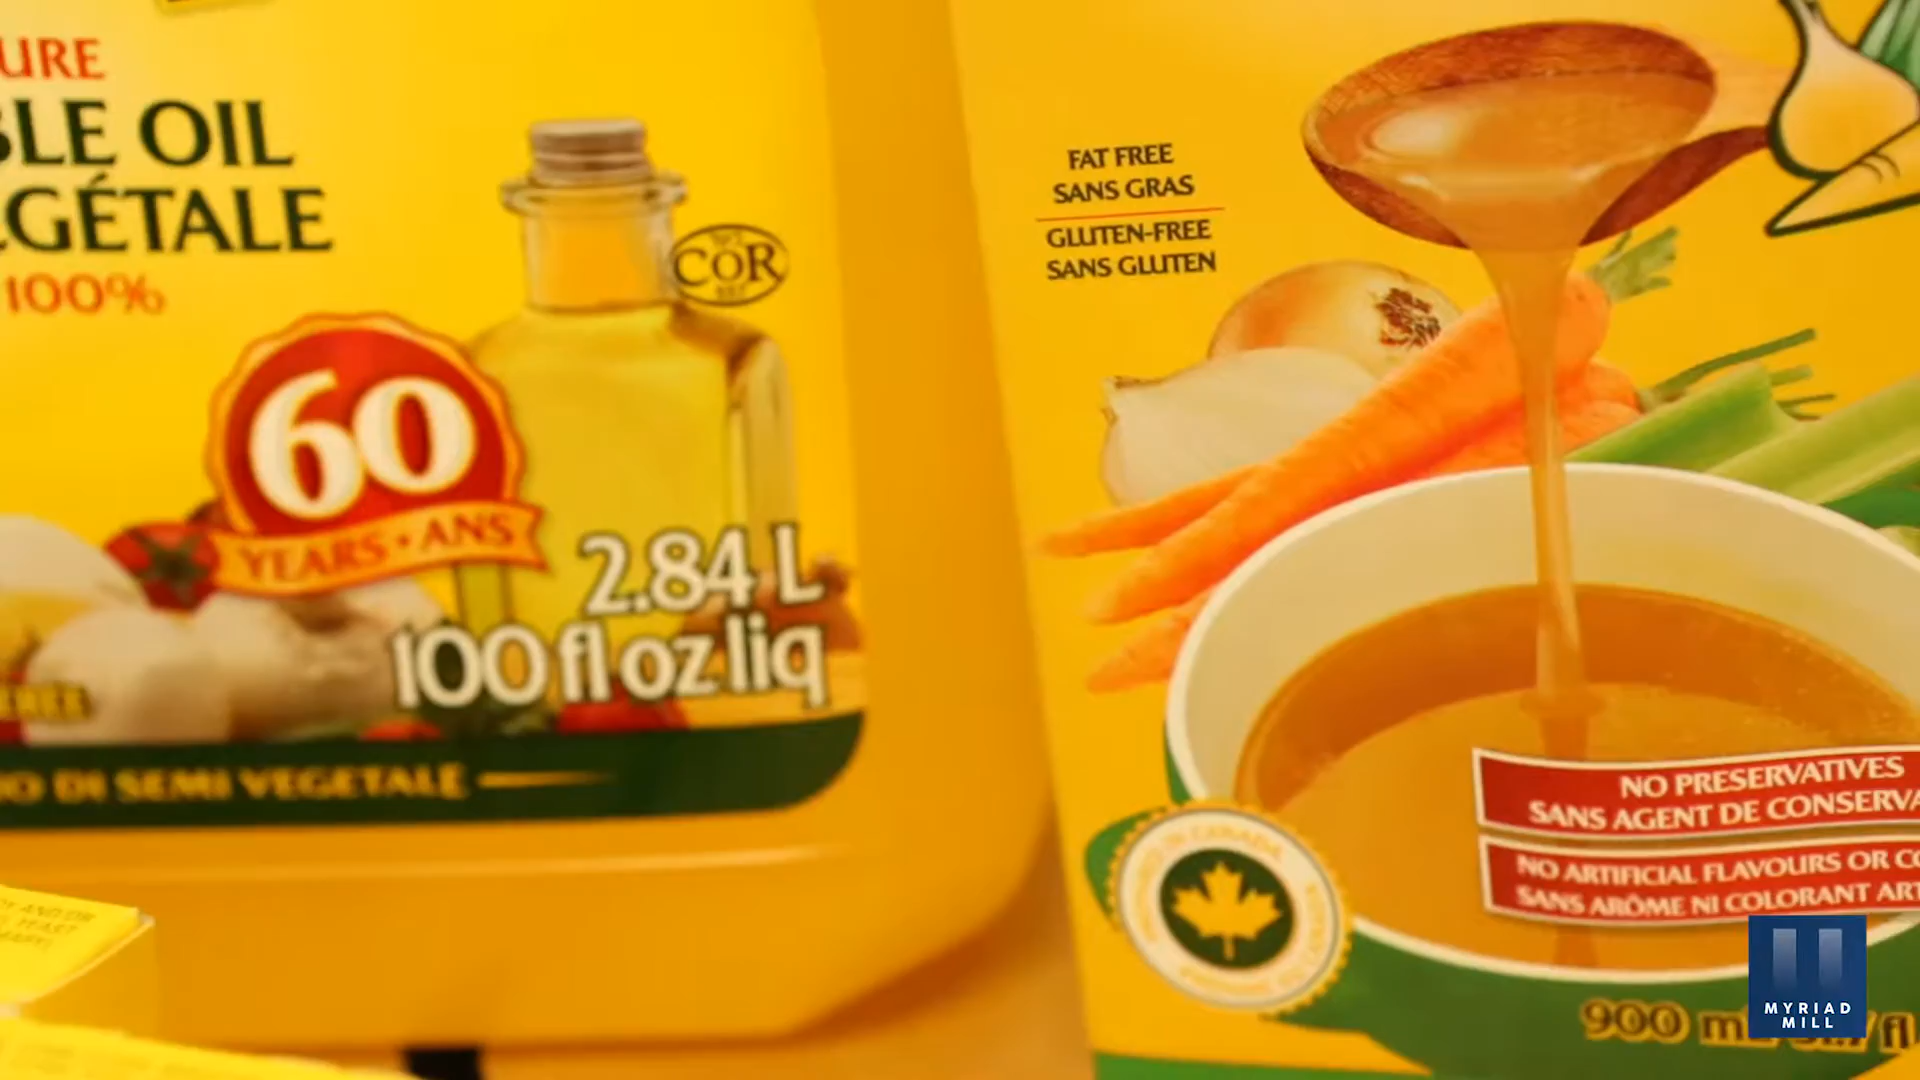 URE
BLE OIL
GÉTALE
100%
COR
60
YEARS • ANS
2.84 L
100 fl oz liq
IO DI SEMI VEGETALE
FAT FREE
SANS GRAS
GLUTEN-FREE
SANS GLUTEN
NO PRESERVATIVES
SANS AGENT DE CONSERVA
NO ARTIFICIAL FLAVOURS OR CO
SANS ARÔME NI COLORANT ART
900 m
fl
MYRIAD
MILL